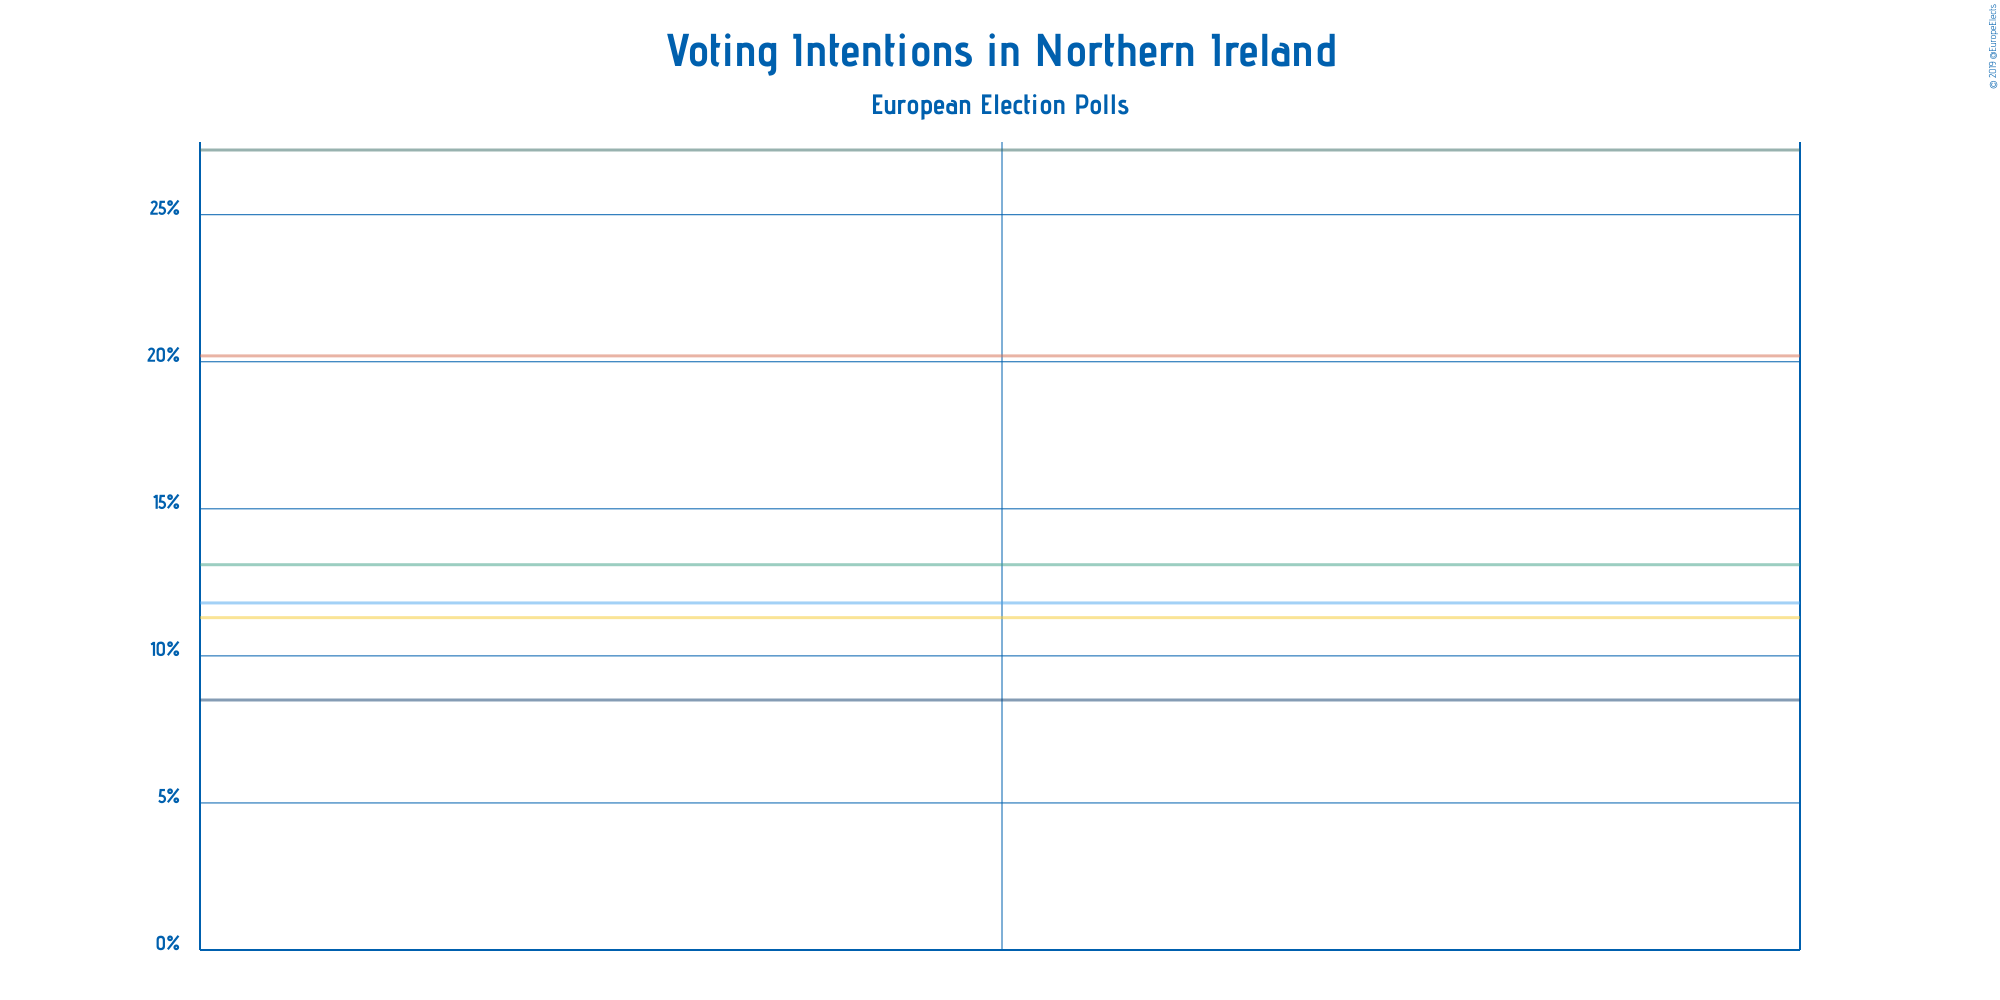 Voting Intentions in Northern Ireland
European Election Polls
© 2019 @EuropeElects
25%
20%
15%
10%
5%
0%